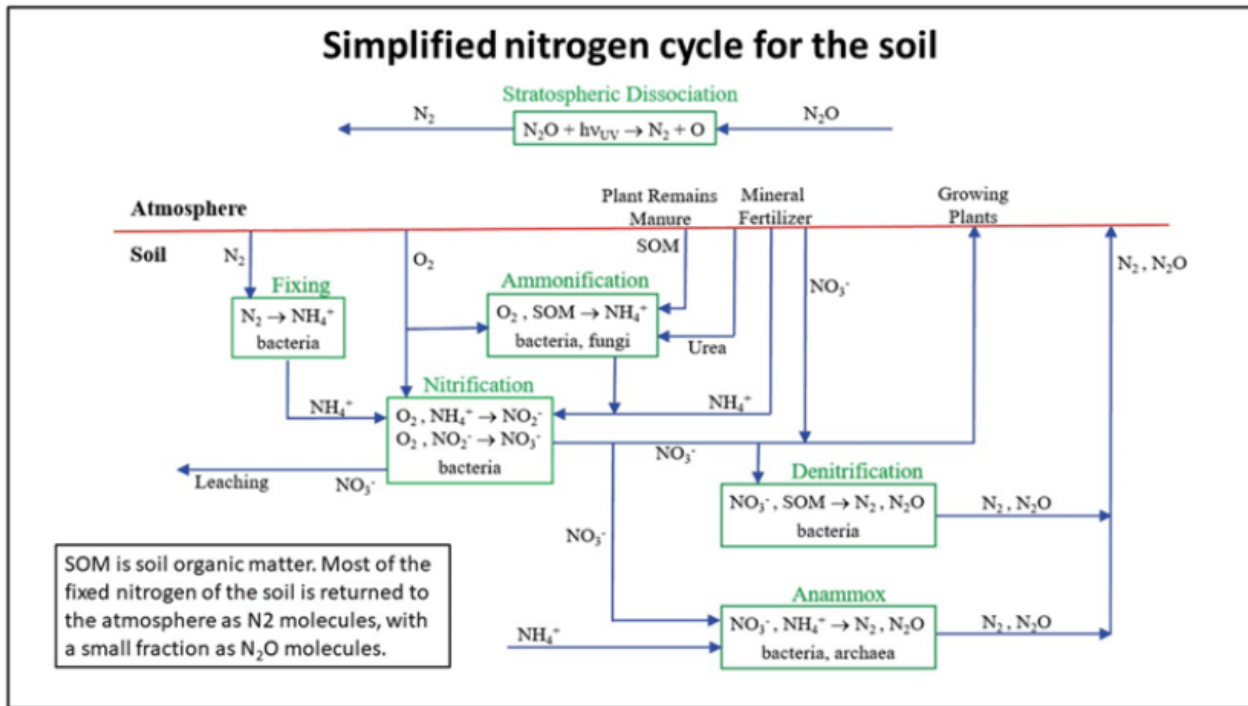 Simplified nitrogen cycle for the soil
Stratospheric Dissociation
N₂
N₂O + hνUV → N₂ + O
N₂O
Plant Remains
Manure
Mineral
Fertilizer
Growing
Plants
Atmosphere
Soil
N₂
O₂
SOM
NO₃⁻
N₂, N₂O
Fixing
N₂ → NH₄⁺
bacteria
Ammonification
O₂, SOM → NH₄⁺
bacteria, fungi
Urea
Nitrification
NH₄⁺
O₂, NH₄⁺ → NO₂⁻
O₂, NO₂⁻ → NO₃⁻
bacteria
NH₄⁺
NO₃⁻
Leaching
NO₃⁻
Denitrification
NO₃⁻, SOM → N₂, N₂O
bacteria
N₂, N₂O
NO₃⁻
SOM is soil organic matter. Most of the
fixed nitrogen of the soil is returned to
the atmosphere as N2 molecules, with
a small fraction as N₂O molecules.
Anammox
NH₄⁺
NO₃⁻, NH₄⁺ → N₂, N₂O
bacteria, archaea
N₂, N₂O